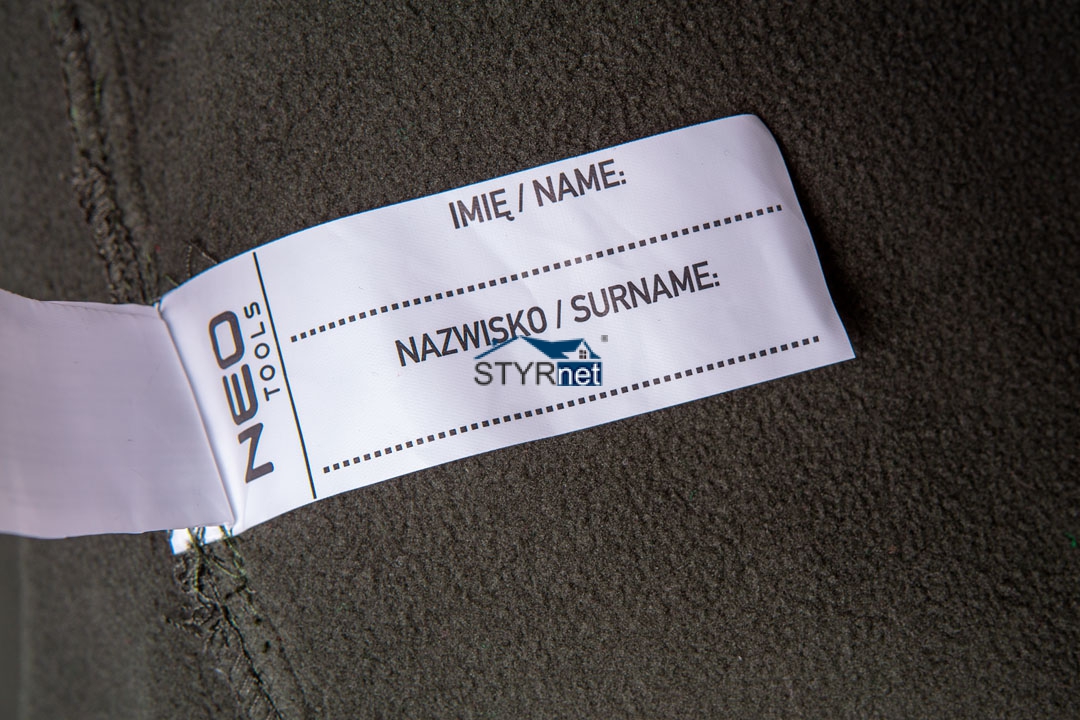 IMIĘ / NAME:
NAZWISKO / SURNAME:
NEO
TOOLS
STYRnet®